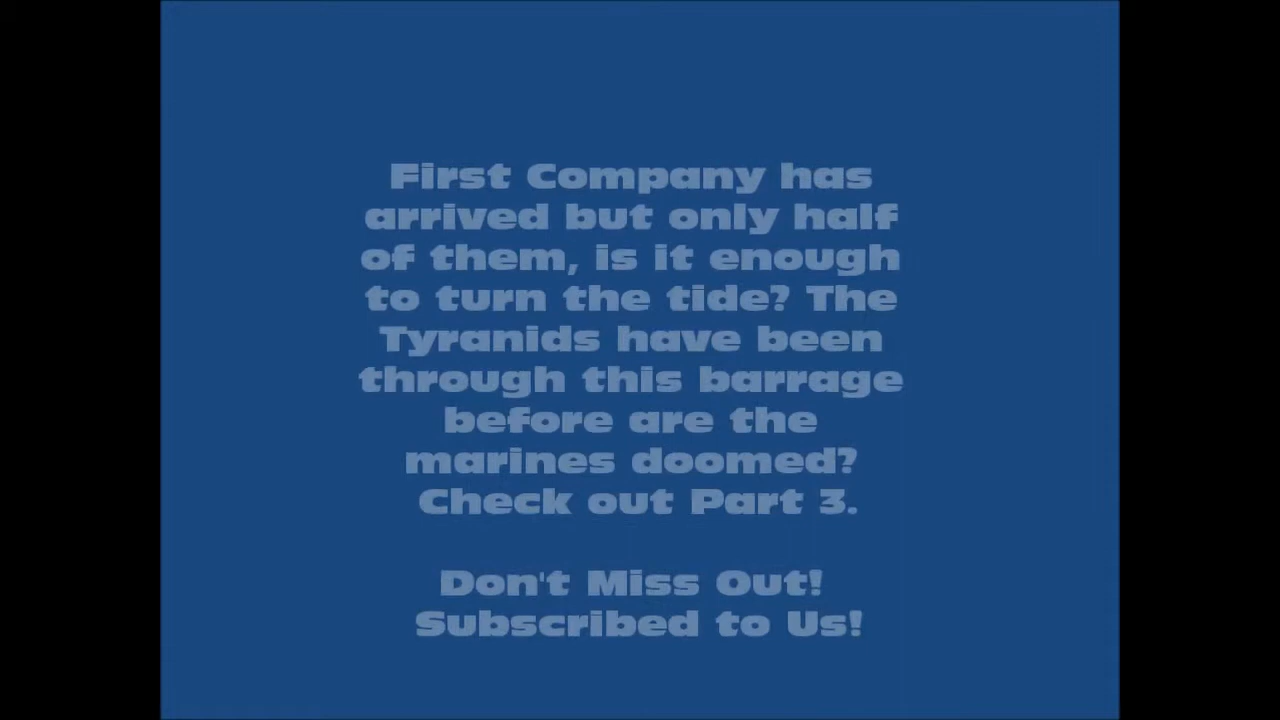 First Company has
arrived but only half
of them, is it enough
to turn the tide? The
Tyranids have been
through this barrage
before are the
marines doomed?
Check out Part 3.
Don't Miss Out!
Subscribed to Us!